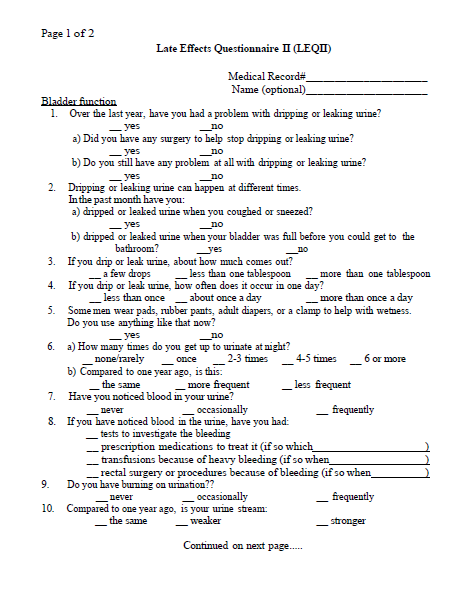 Page 1 of 2
Late Effects Questionnaire II (LEQII)
Medical Record#______________________
Name (optional)______________________
Bladder function
1. Over the last year, have you had a problem with dripping or leaking urine?
__ yes __no
a) Did you have any surgery to help stop dripping or leaking urine?
__ yes __no
b) Do you still have any problem at all with dripping or leaking urine?
__ yes __no
2. Dripping or leaking urine can happen at different times.
In the past month have you:
a) dripped or leaked urine when you coughed or sneezed?
__ yes __no
b) dripped or leaked urine when your bladder was full before you could get to the
bathroom? __yes __no
3. If you drip or leak urine, about how much comes out?
__ a few drops __ less than one tablespoon __ more than one tablespoon
4. If you drip or leak urine, how often does it occur in one day?
__ less than once __ about once a day __ more than once a day
5. Some men wear pads, rubber pants, adult diapers, or a clamp to help with wetness.
Do you use anything like that now?
__ yes __no
6. a) How many times do you get up to urinate at night?
__ none/rarely __ once __ 2-3 times __ 4-5 times __ 6 or more
b) Compared to one year ago, is this:
__ the same __ more frequent __ less frequent
7. Have you noticed blood in your urine?
__ never __ occasionally __ frequently
8. If you have noticed blood in the urine, have you had:
__ tests to investigate the bleeding
__ prescription medications to treat it (if so which____________________)
__ transfusions because of heavy bleeding (if so when_________________)
__ rectal surgery or procedures because of bleeding (if so when__________)
9. Do you have burning on urination??
__ never __ occasionally __ frequently
10. Compared to one year ago, is your urine stream:
__ the same __ weaker __ stronger
Continued on next page.....